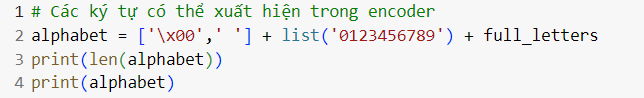 1 # Các ký tự có thể xuất hiện trong encoder
2 alphabet = ['\x00',' '] + list('0123456789') + full_letters
3 print(len(alphabet))
4 print(alphabet)